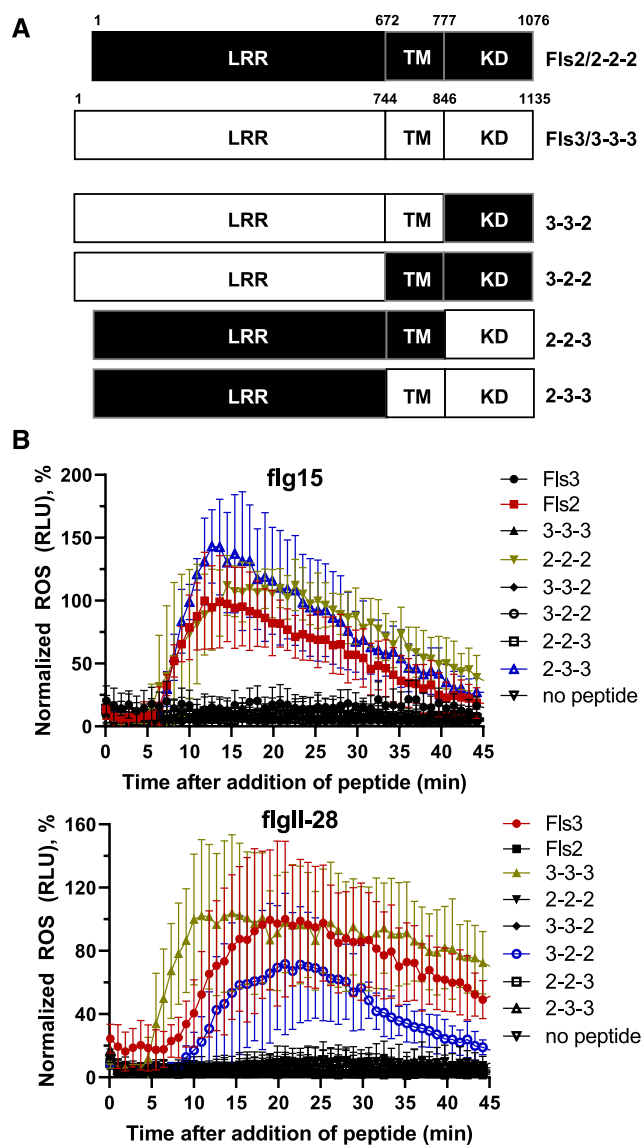 A
1 672 777 1076
LRR TM KD Fls2/2-2-2
1 744 846 1135
LRR TM KD Fls3/3-3-3
LRR TM KD 3-3-2
LRR TM KD 3-2-2
LRR TM KD 2-2-3
LRR TM KD 2-3-3
B
flg15
Normalized ROS (RLU), %
200
150
100
50
0
0 5 10 15 20 25 30 35 40 45
Time after addition of peptide (min)
Fls3
Fls2
3-3-3
2-2-2
3-3-2
3-2-2
2-2-3
2-3-3
no peptide
flgII-28
Normalized ROS (RLU), %
160
120
80
40
0
0 5 10 15 20 25 30 35 40 45
Time after addition of peptide (min)
Fls3
Fls2
3-3-3
2-2-2
3-3-2
3-2-2
2-2-3
2-3-3
no peptide